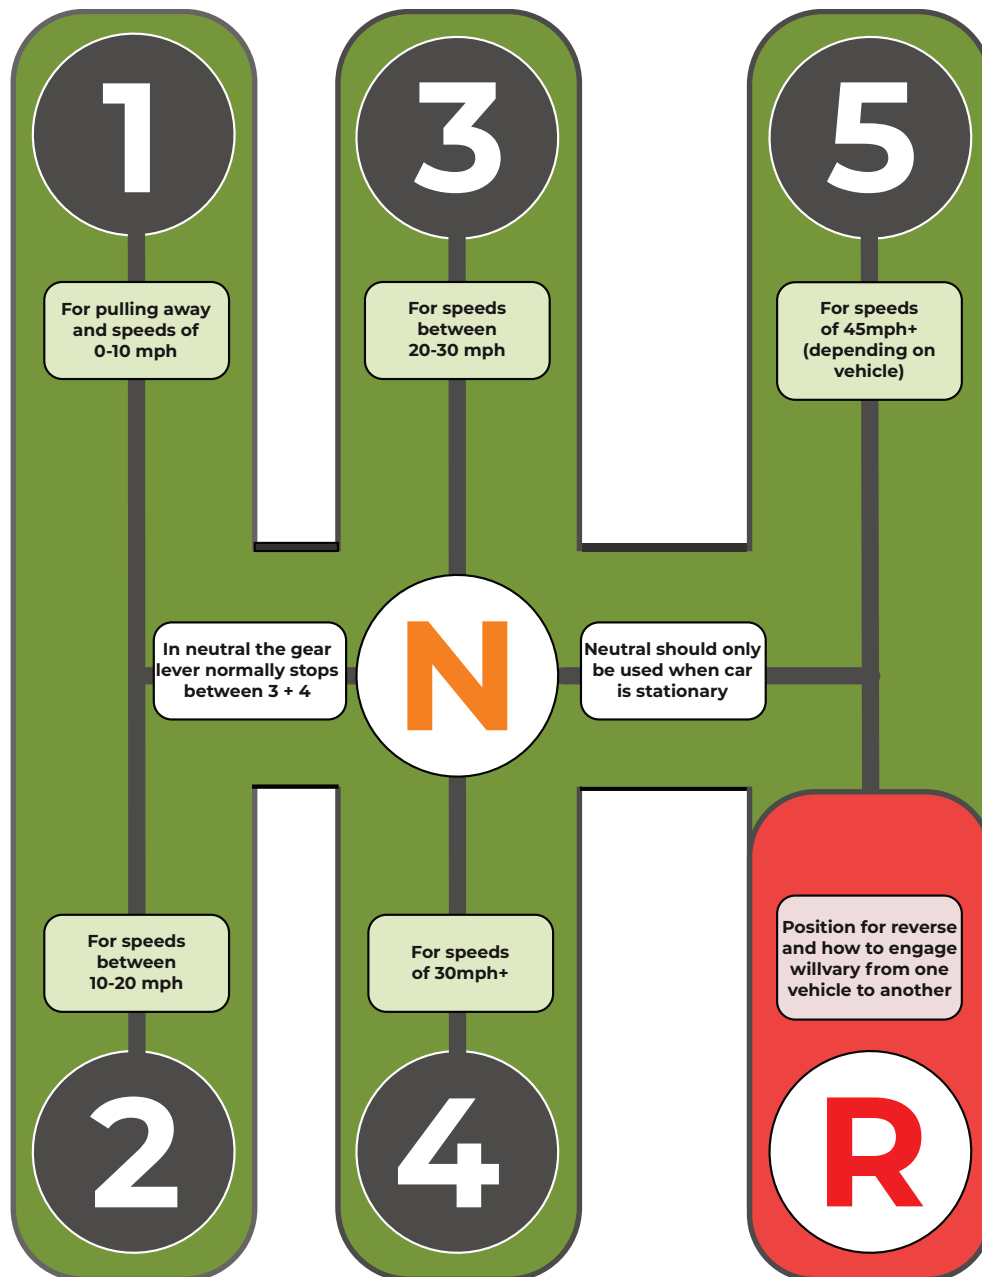 1
3
5
For pulling away
and speeds of
0-10 mph
For speeds
between
20-30 mph
For speeds
of 45mph+
(depending on
vehicle)
In neutral the gear
lever normally stops
between 3 + 4
N
Neutral should only
be used when car
is stationary
For speeds
between
10-20 mph
For speeds
of 30mph+
Position for reverse
and how to engage
willvary from one
vehicle to another
2
4
R